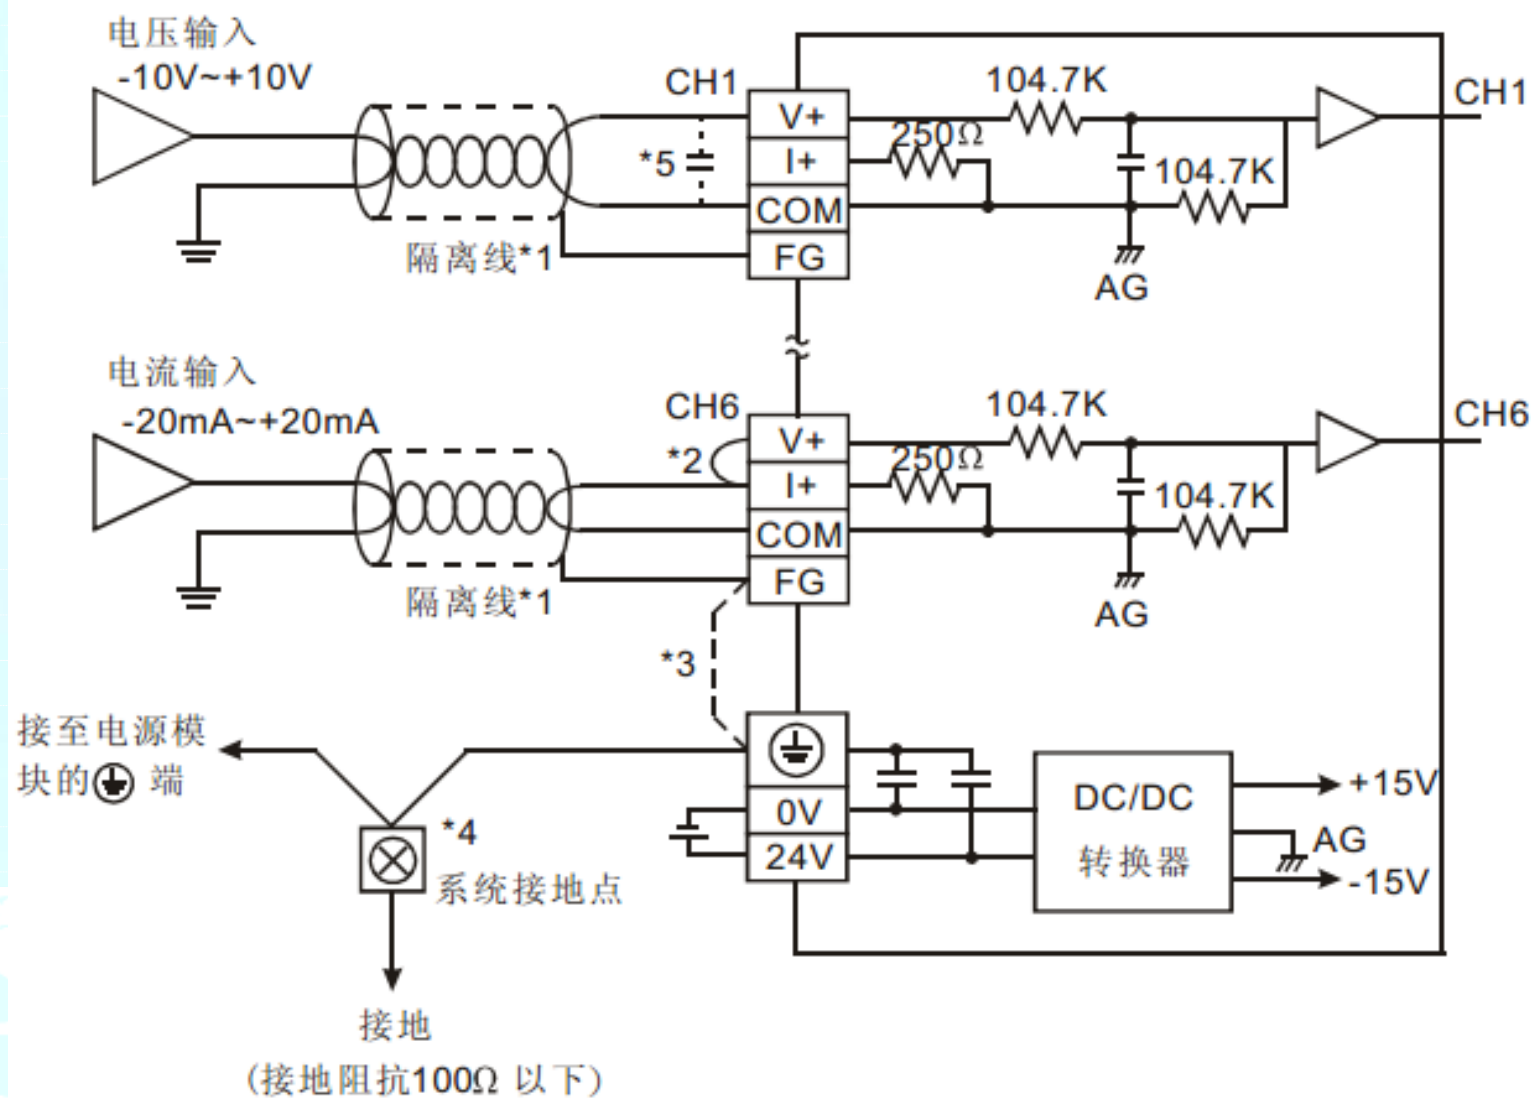 电压输入
-10V~+10V
CH1
V+
I+
COM
FG
*5
隔离线*1
104.7K
250Ω
104.7K
AG
CH1
电流输入
-20mA~+20mA
CH6
*2
V+
I+
COM
FG
隔离线*1
104.7K
250Ω
104.7K
AG
CH6
*3
接至电源模
块的 端
*4
系统接地点
0V
24V
DC/DC
转换器
+15V
AG
-15V
接地
(接地阻抗100Ω 以下)